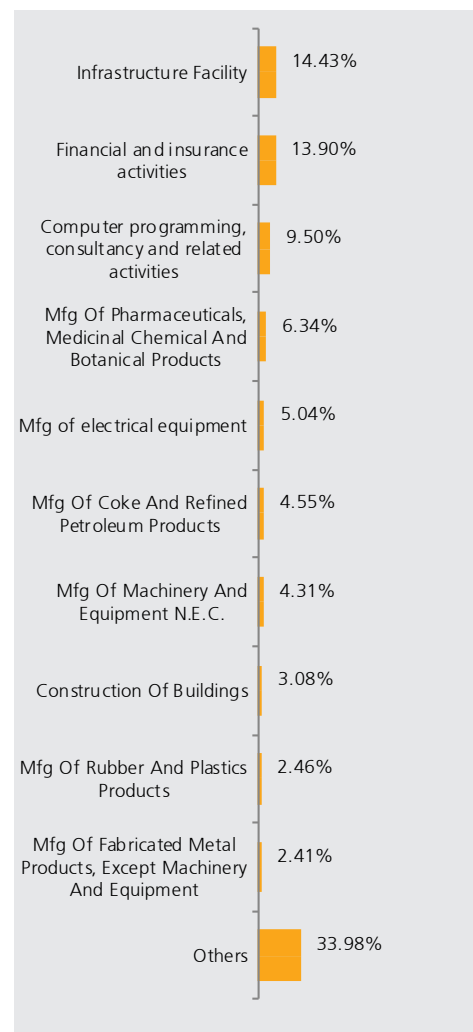 Infrastructure Facility
14.43%
Financial and insurance
activities
13.90%
Computer programming,
consultancy and related
activities
9.50%
Mfg Of Pharmaceuticals,
Medicinal Chemical And
Botanical Products
6.34%
Mfg of electrical equipment
5.04%
Mfg Of Coke And Refined
Petroleum Products
4.55%
Mfg Of Machinery And
Equipment N.E.C.
4.31%
Construction Of Buildings
3.08%
Mfg Of Rubber And Plastics
Products
2.46%
Mfg Of Fabricated Metal
Products, Except Machinery
And Equipment
2.41%
Others
33.98%